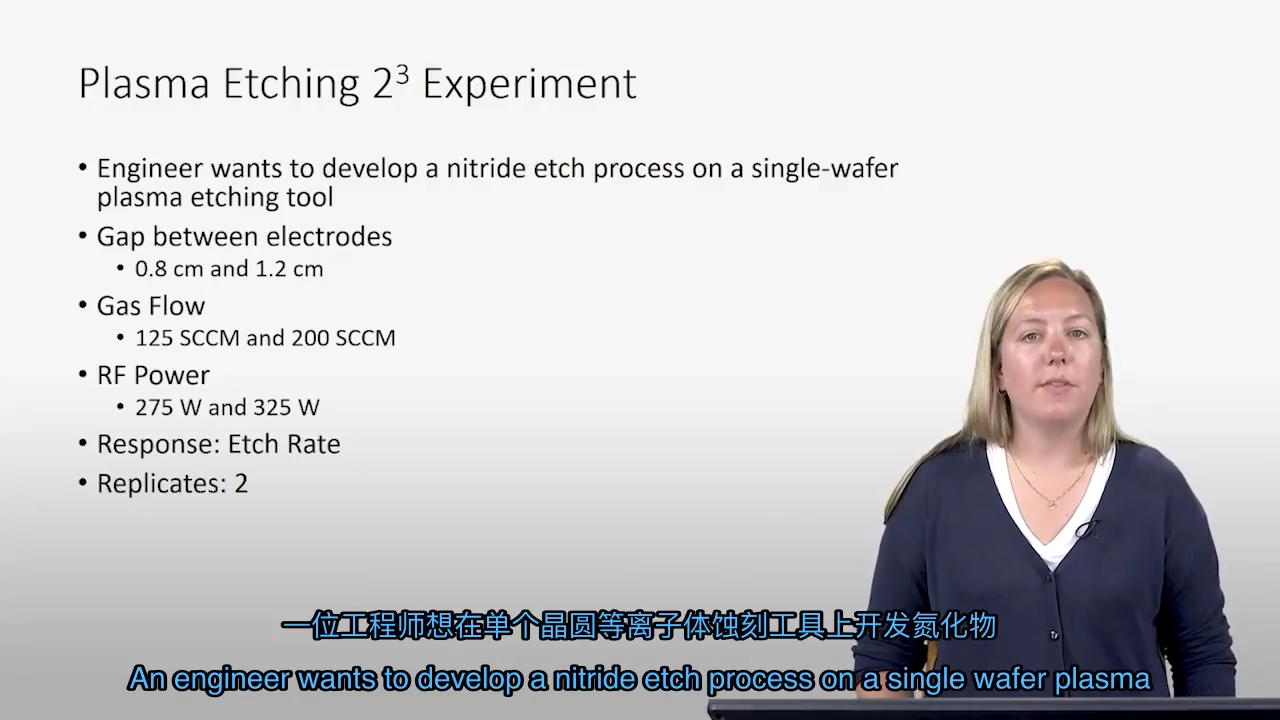 Plasma Etching 2³ Experiment
• Engineer wants to develop a nitride etch process on a single-wafer
plasma etching tool
• Gap between electrodes
• 0.8 cm and 1.2 cm
• Gas Flow
• 125 SCCM and 200 SCCM
• RF Power
• 275 W and 325 W
• Response: Etch Rate
• Replicates: 2
一位工程师想在单个晶圆等离子体蚀刻工具上开发氮化物
An engineer wants to develop a nitride etch process on a single wafer plasma